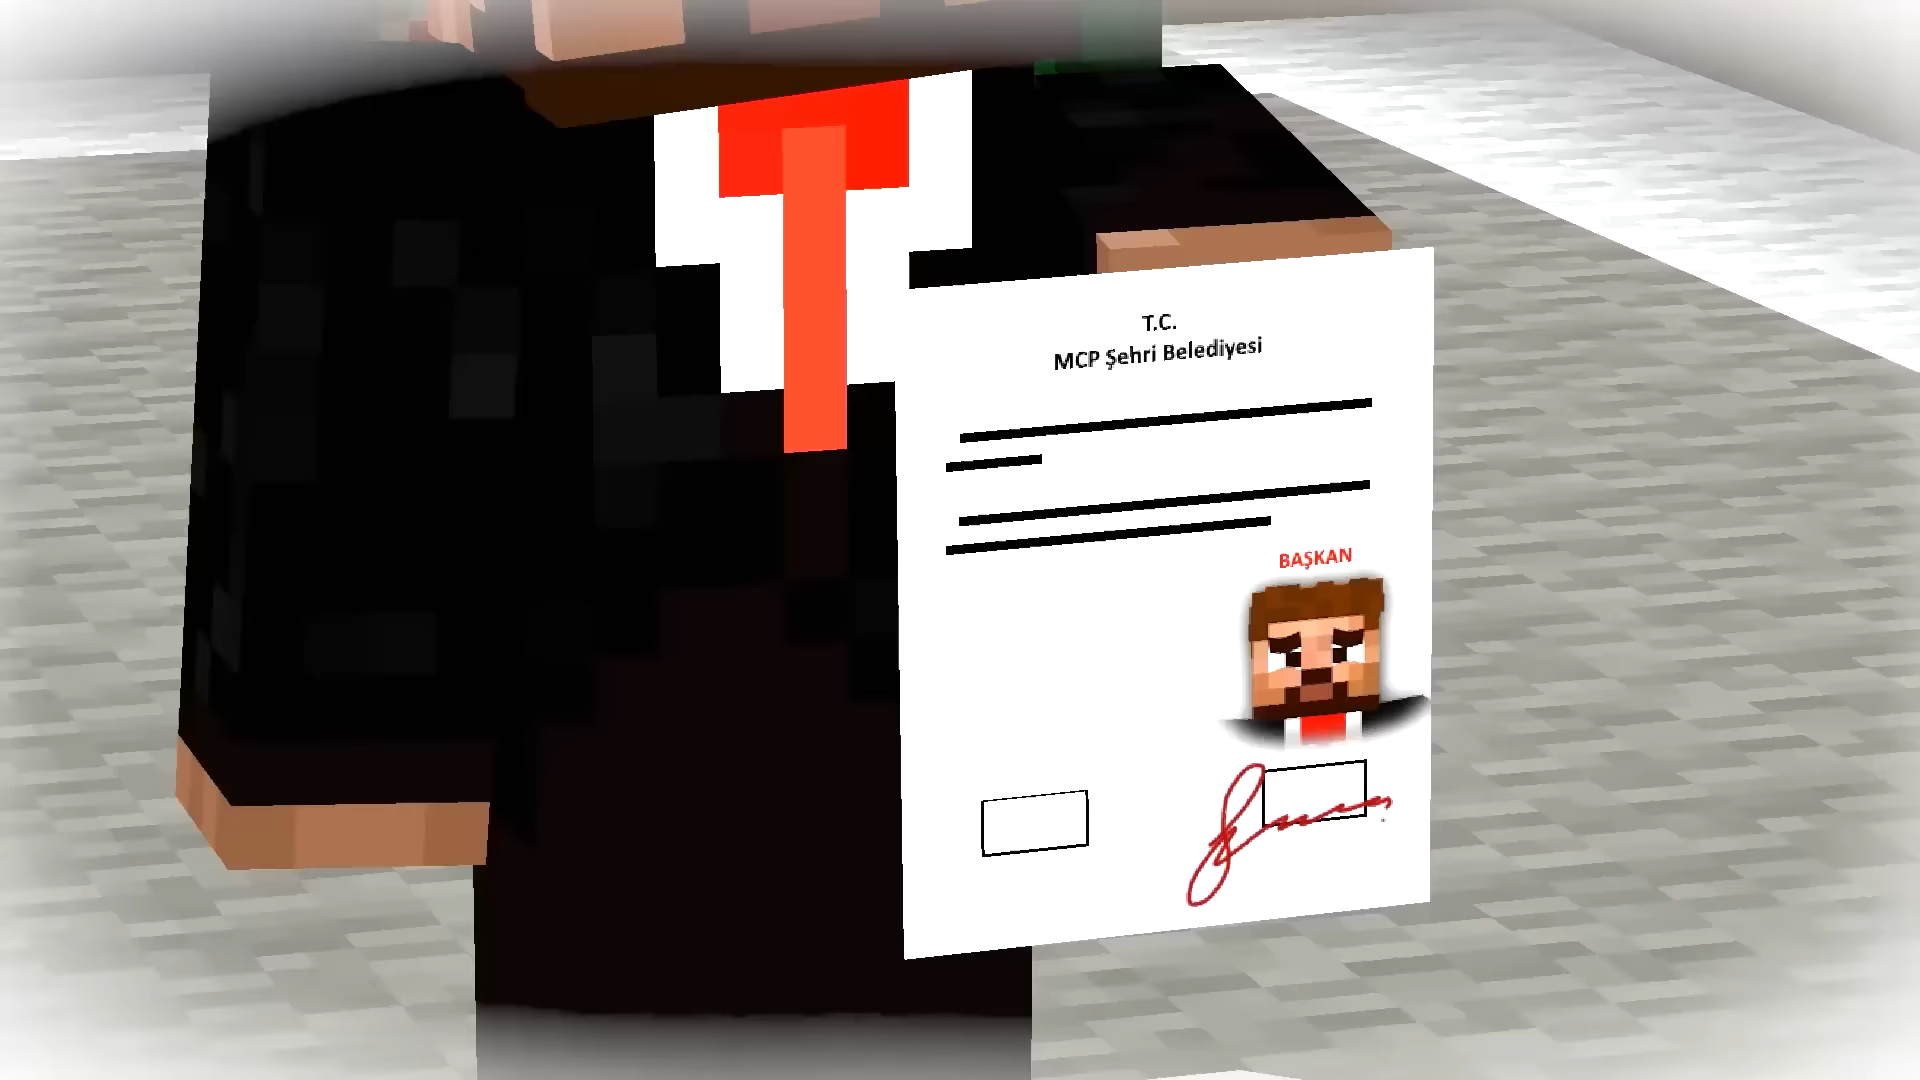 T.C.
MCP Şehri Belediyesi
BAŞKAN